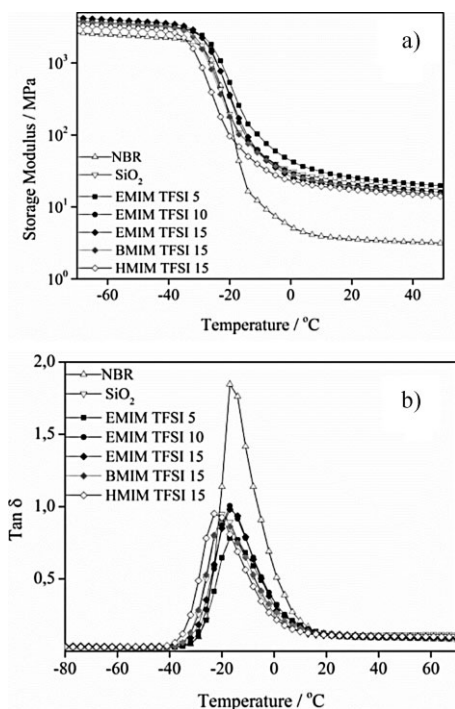 a)
10³
10²
10¹
10⁰
Storage Modulus / MPa
NBR
SiO₂
EMIM TFSI 5
EMIM TFSI 10
EMIM TFSI 15
BMIM TFSI 15
HMIM TFSI 15
-60 -40 -20 0 20 40
Temperature / °C
b)
2,0
1,5
1,0
0,5
Tan δ
NBR
SiO₂
EMIM TFSI 5
EMIM TFSI 10
EMIM TFSI 15
BMIM TFSI 15
HMIM TFSI 15
-80 -60 -40 -20 0 20 40 60
Temperature / °C